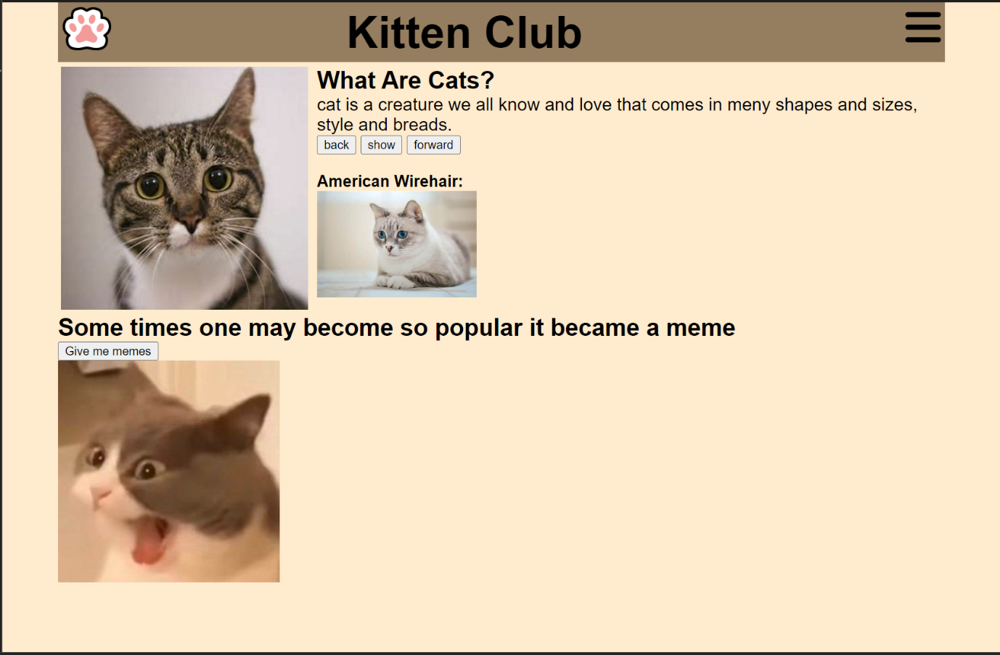 Kitten Club
What Are Cats?
cat is a creature we all know and love that comes in meny shapes and sizes,
style and breads.
back show forward
American Wirehair:
Some times one may become so popular it became a meme
Give me memes